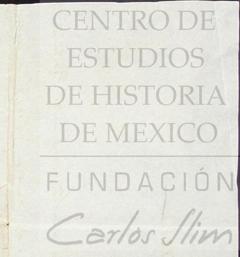 CENTRO DE
ESTUDIOS
DE HISTORIA
DE MEXICO
FUNDACIÓN
Carlos Slim